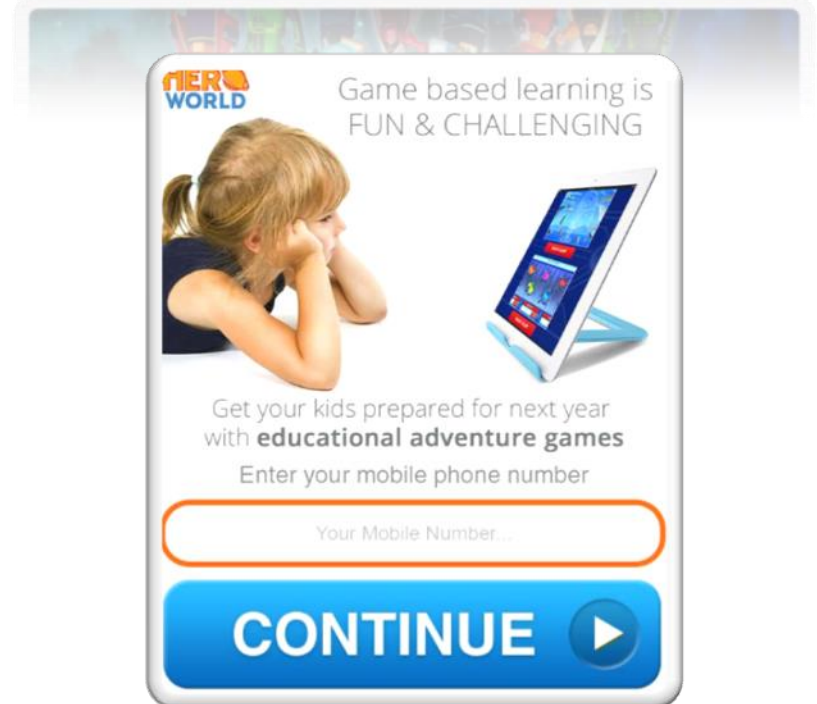 HERO
WORLD
Game based learning is
FUN & CHALLENGING
Get your kids prepared for next year
with educational adventure games
Enter your mobile phone number
Your Mobile Number...
CONTINUE